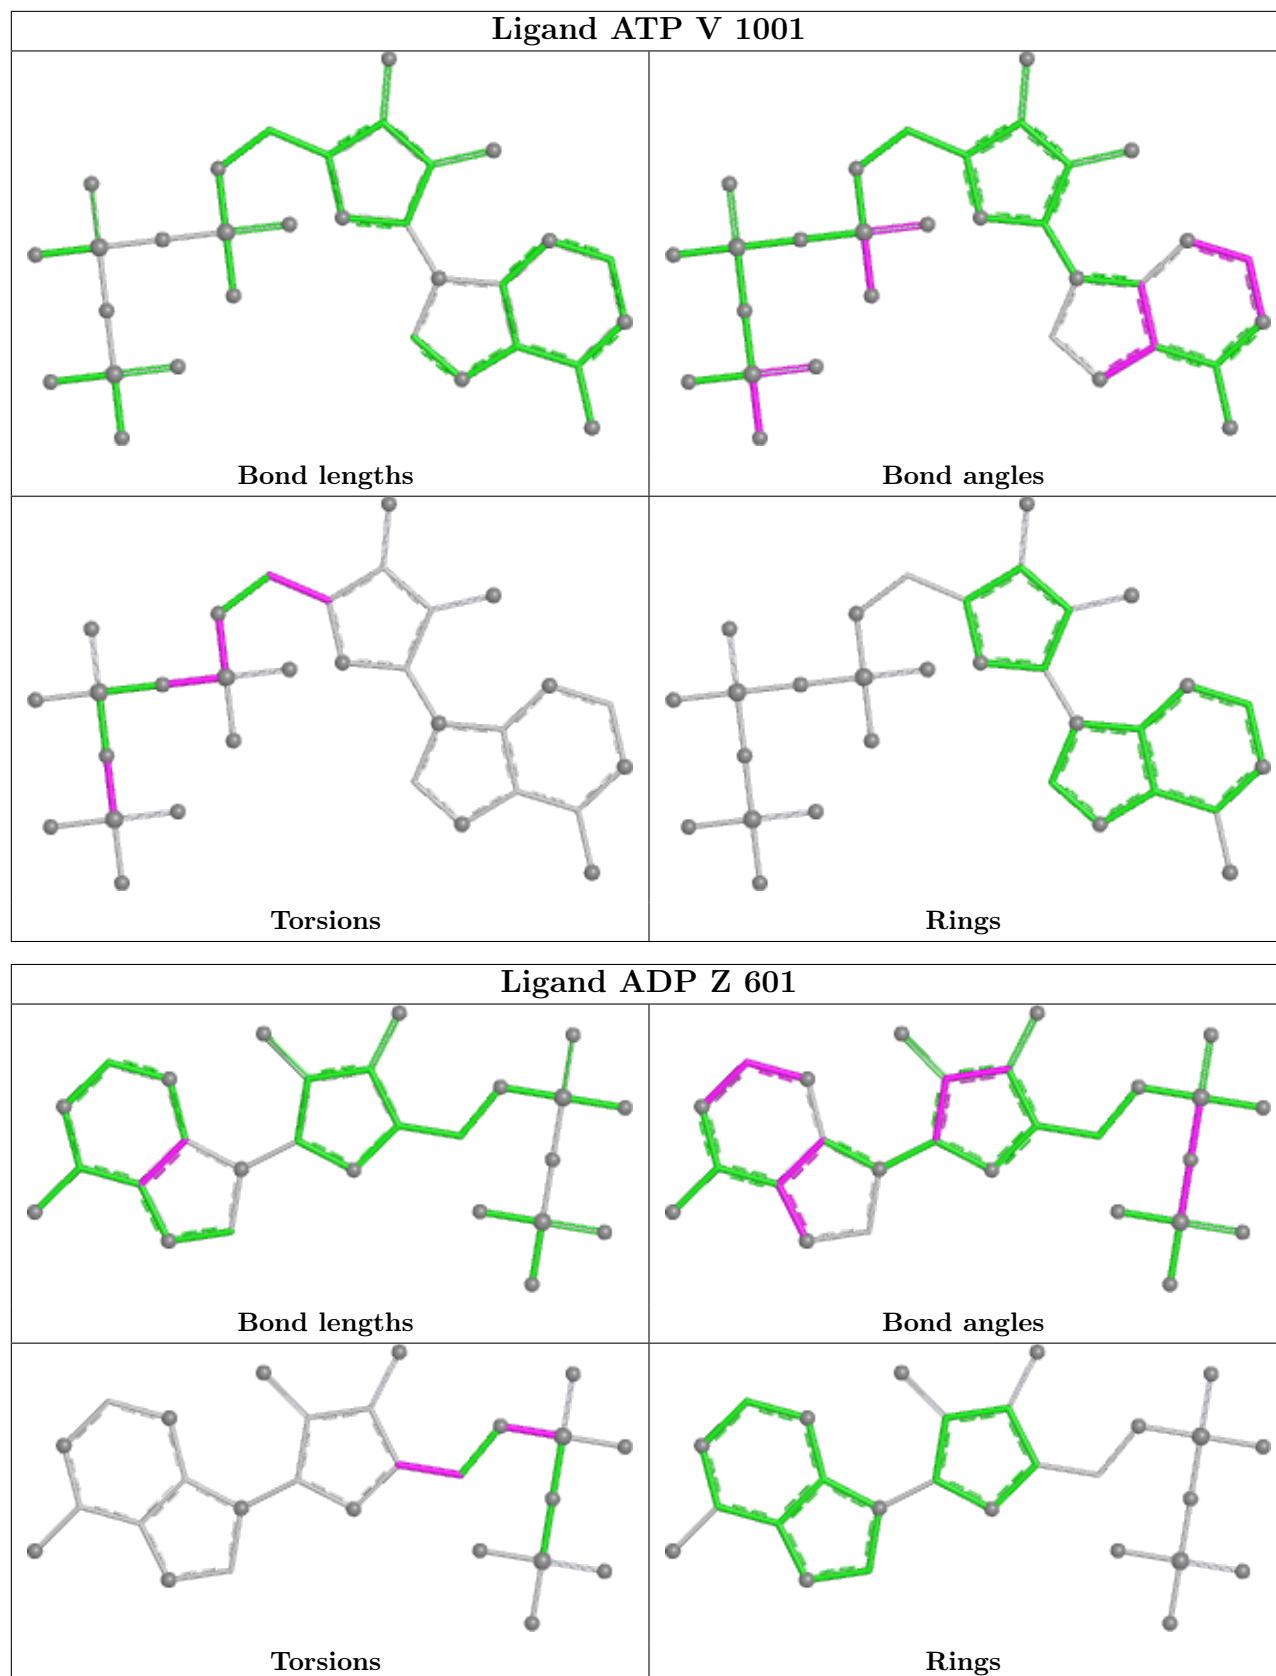 Ligand ATP V 1001
Bond lengths
Bond angles
Torsions
Rings
Ligand ADP Z 601
Bond lengths
Bond angles
Torsions
Rings